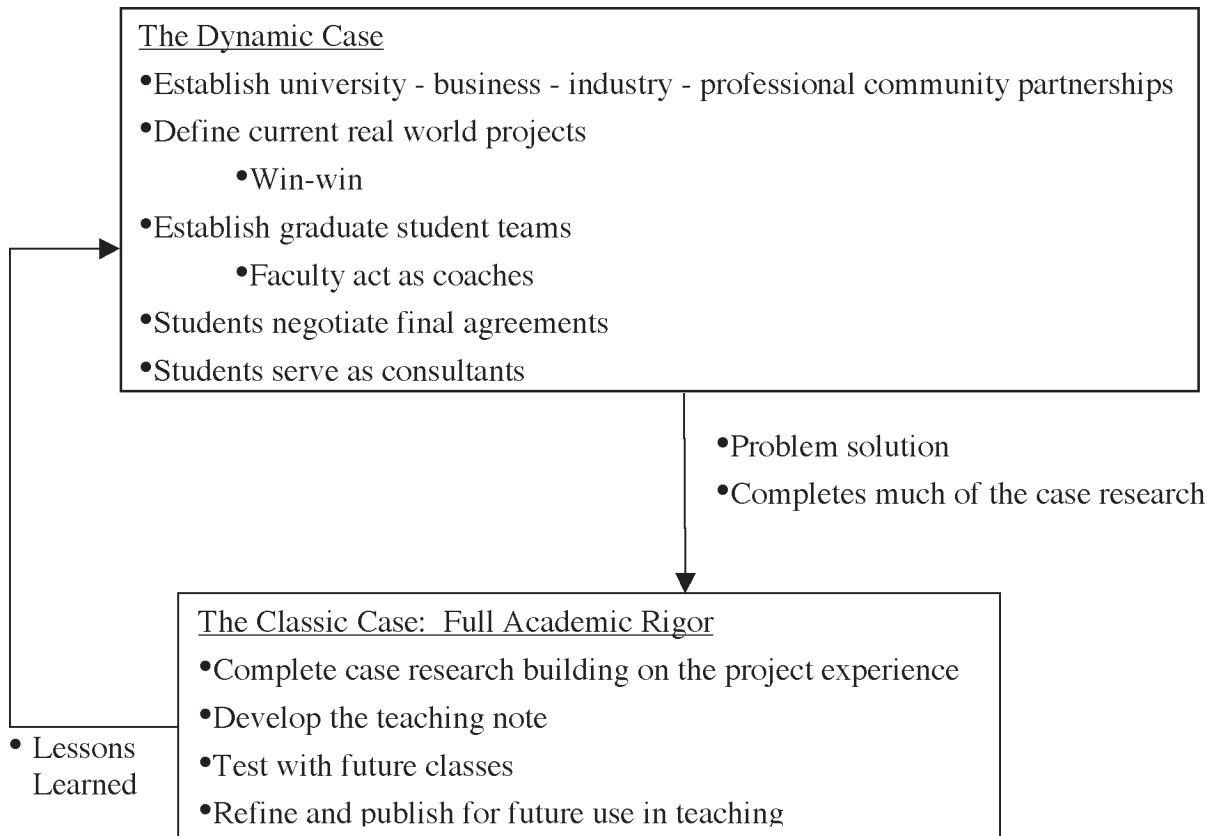 The Dynamic Case
•Establish university - business - industry - professional community partnerships
•Define current real world projects
•Win-win
•Establish graduate student teams
•Faculty act as coaches
•Students negotiate final agreements
•Students serve as consultants
•Problem solution
•Completes much of the case research
The Classic Case:  Full Academic Rigor
•Complete case research building on the project experience
•Develop the teaching note
•Test with future classes
•Refine and publish for future use in teaching
• Lessons
Learned